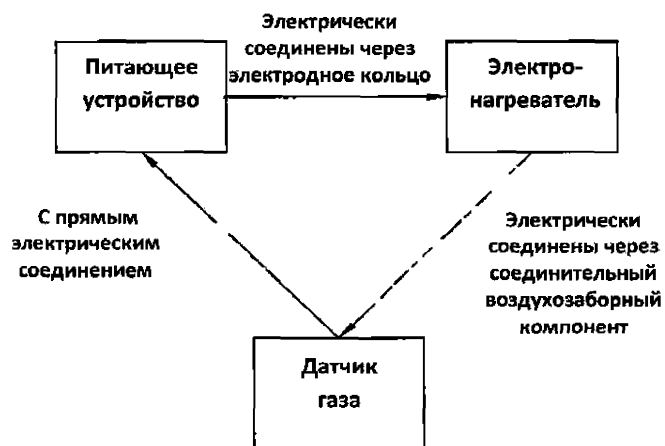 Электрически
соединены через
электродное кольцо
Питающее
устройство
Электро-
нагреватель
С прямым
электрическим
соединением
Электрически
соединены через
соединительный
воздухозаборный
компонент
Датчик
газа